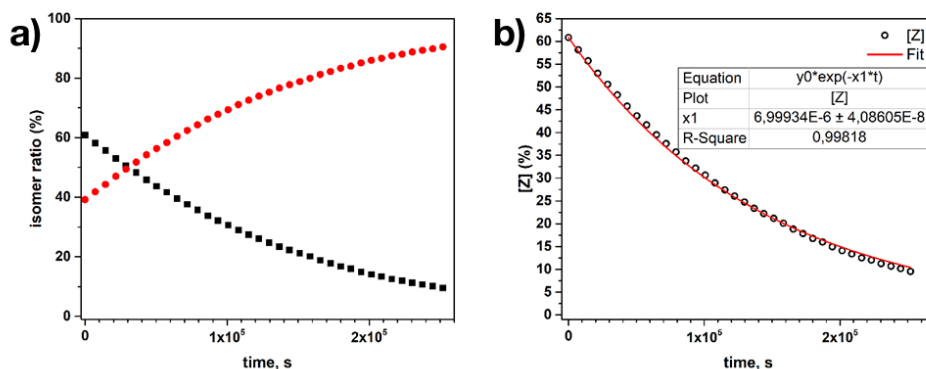 a)
100
80
60
40
20
0
isomer ratio (%)
0
1x10⁵
2x10⁵
time, s
b)
65
60
55
50
45
40
35
30
25
20
15
10
5
0
[Z] (%)
[Z]
Fit
Equation y0*exp(-x1*t)
Plot [Z]
x1 6,99934E-6 ± 4,08605E-8
R-Square 0,99818
0
1x10⁵
2x10⁵
time, s